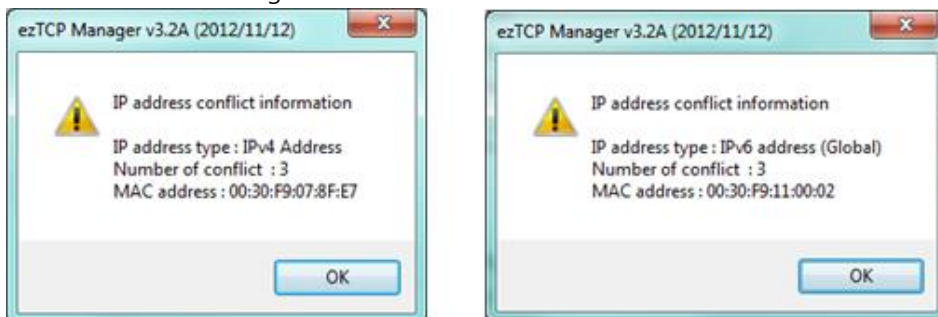 ezTCP Manager v3.2A (2012/11/12)
IP address conflict information
IP address type : IPv4 Address
Number of conflict : 3
MAC address : 00:30:F9:07:8F:E7
OK
ezTCP Manager v3.2A (2012/11/12)
IP address conflict information
IP address type : IPv6 address (Global)
Number of conflict : 3
MAC address : 00:30:F9:11:00:02
OK